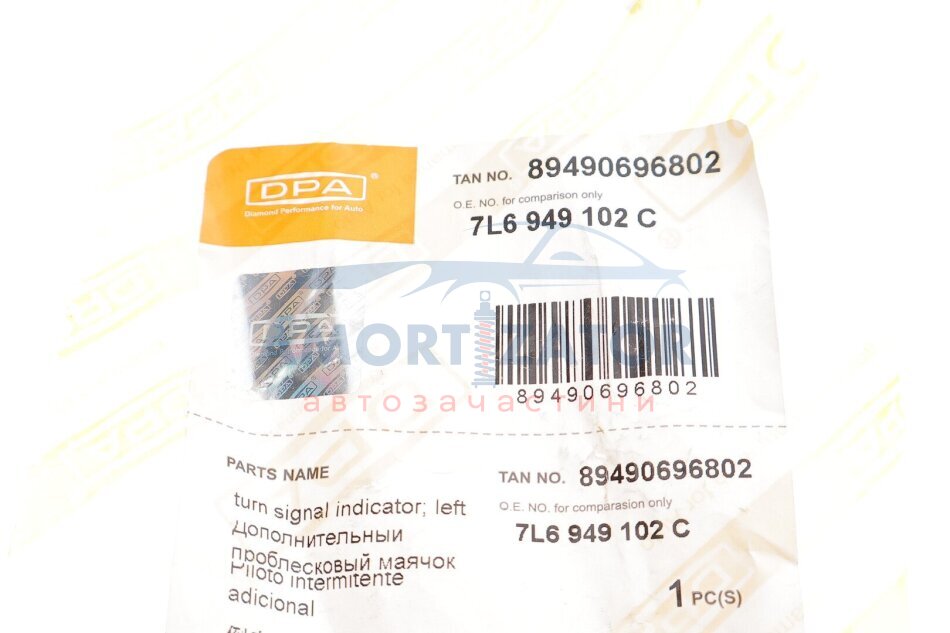 DPA®
Diamond Performance for Auto
TAN NO. 89490696802
O.E. NO. for comparison only
7L6 949 102 C
DPA
AMORTIZATOR
автозачастини
89490696802
PARTS NAME
turn signal indicator; left
Дополнительный
проблесковый маячок
Piloto intermitente
adicional
TAN NO. 89490696802
O.E. NO. for comparasion only
7L6 949 102 C
1 PC(S)